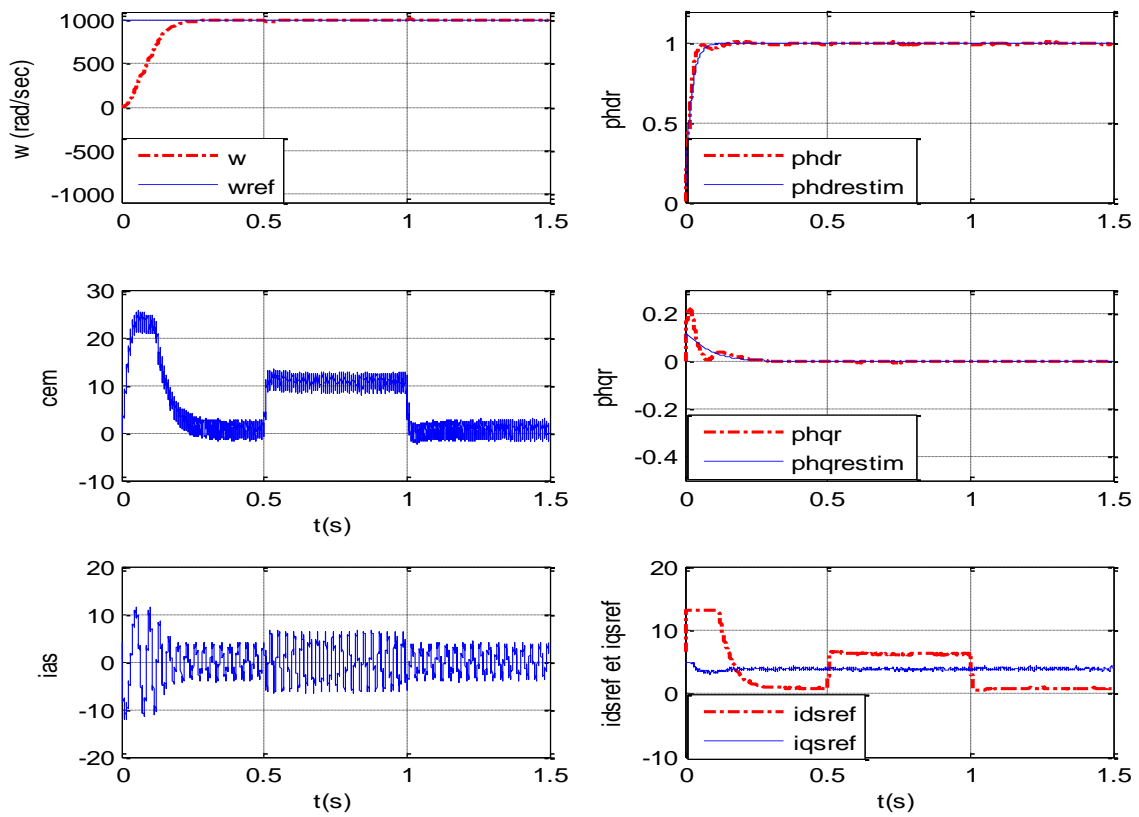 w (rad/sec)
1000
500
0
-500
-1000
w
wref
0
0.5
1
1.5
phdr
1
0.5
0
phdr
phdrestim
0
0.5
1
1.5
cem
30
20
10
0
-10
0
0.5
1
1.5
t(s)
phqr
0.2
0
-0.2
-0.4
phqr
phqrestim
0
0.5
1
1.5
ias
20
10
0
-10
-20
0
0.5
1
1.5
t(s)
idsref et iqsref
20
10
0
-10
idsref
iqsref
0
0.5
1
1.5
t(s)